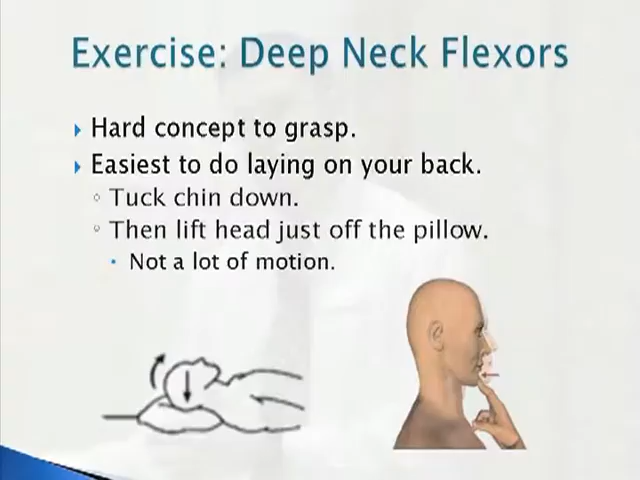 Exercise: Deep Neck Flexors
Hard concept to grasp.
Easiest to do laying on your back.
Tuck chin down.
Then lift head just off the pillow.
Not a lot of motion.